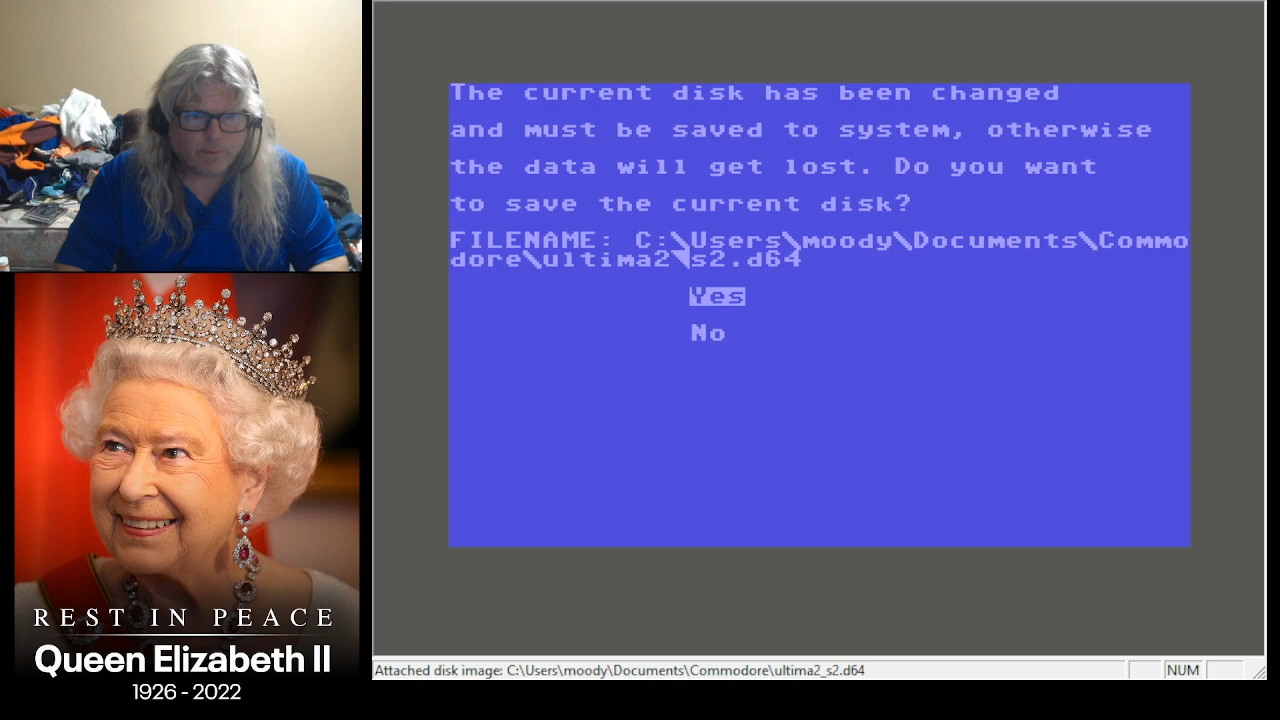 The current disk has been changed
and must be saved to system, otherwise
the data will get lost. Do you want
to save the current disk?
FILENAME: C:\Users\moody\Documents\Commo
dore\ultima2◥s2.d64
Yes
No
REST IN PEACE
Queen Elizabeth II
1926 - 2022
Attached disk image: C:\Users\moody\Documents\Commodore\ultima2_s2.d64
NUM